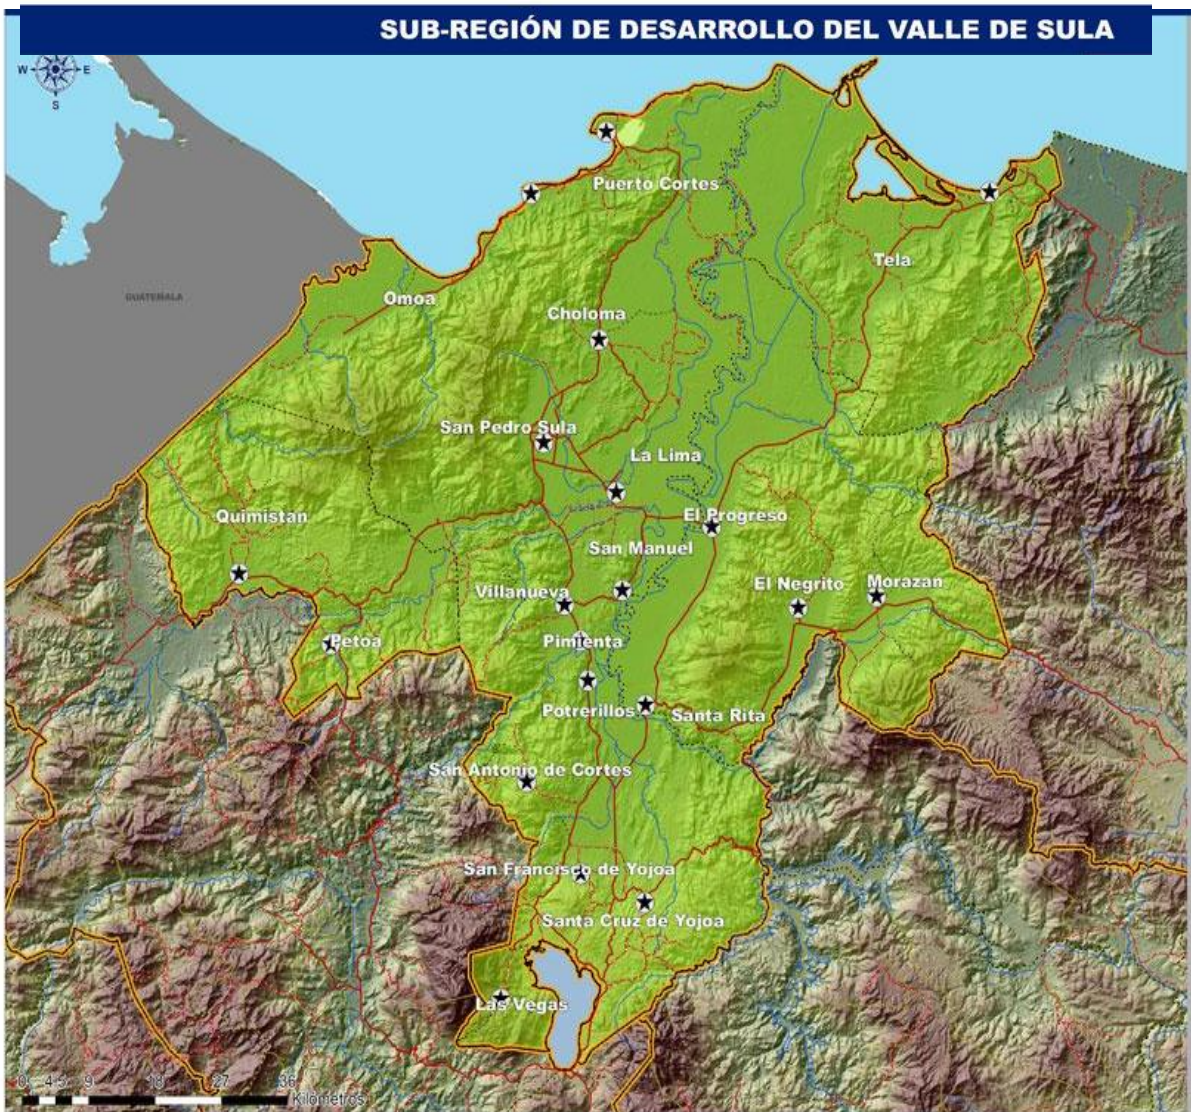 SUB-REGIÓN DE DESARROLLO DEL VALLE DE SULA
W E
S
Puerto Cortes
Tela
GUATEMALA
Omoa
Choloma
San Pedro Sula
La Lima
Quimistán
El Progreso
San Manuel
Villanueva
El Negrito
Morazan
Petoa
Pimienta
Potrerillos
Santa Rita
San Antonio de Cortes
San Francisco de Yojoa
Santa Cruz de Yojoa
Las Vegas
0 4.5 9 18 27 36
Kilómetros